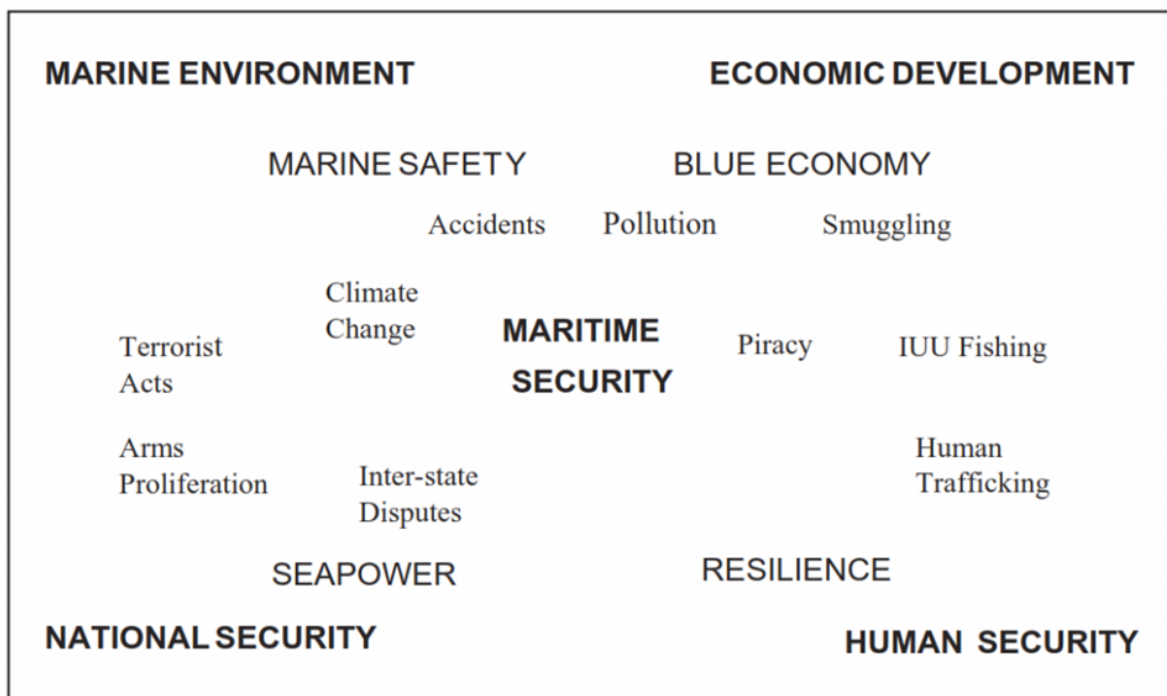 MARINE ENVIRONMENT
ECONOMIC DEVELOPMENT
MARINE SAFETY
BLUE ECONOMY
Accidents
Pollution
Smuggling
Climate
Change
MARITIME
SECURITY
Terrorist
Acts
Piracy
IUU Fishing
Arms
Proliferation
Inter-state
Disputes
Human
Trafficking
SEAPOWER
RESILIENCE
NATIONAL SECURITY
HUMAN SECURITY